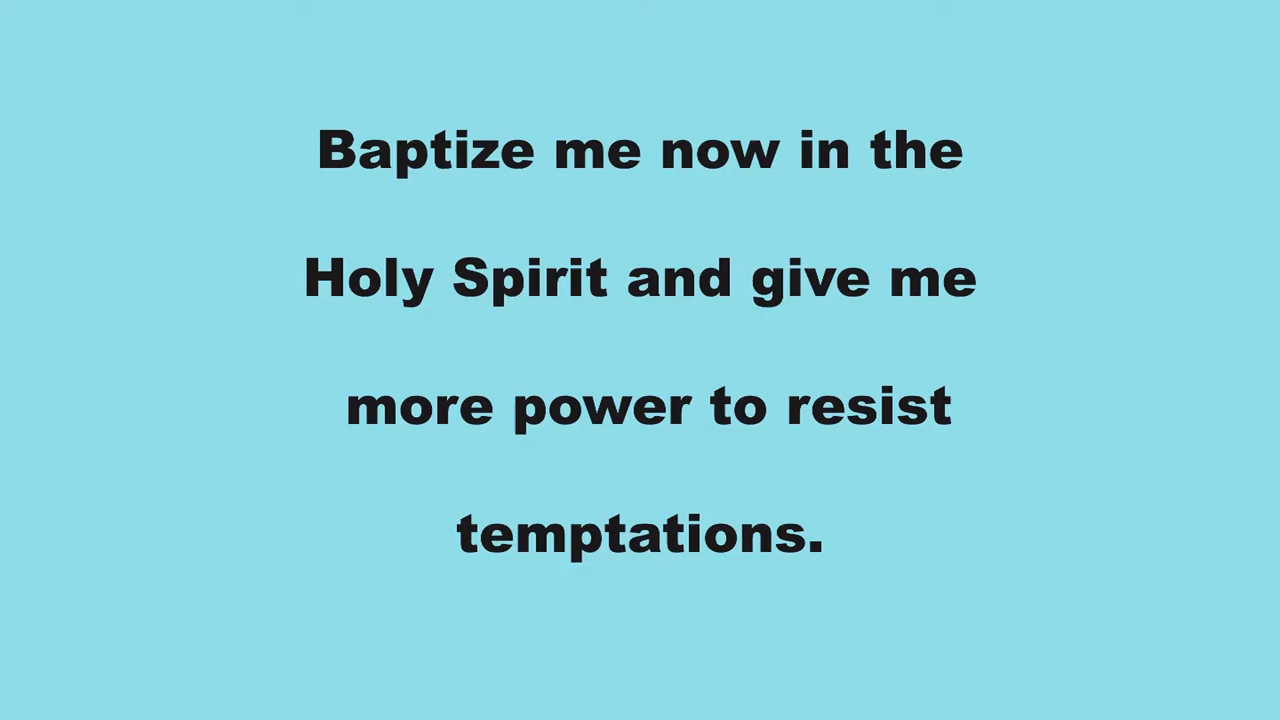 Baptize me now in the
Holy Spirit and give me
more power to resist
temptations.